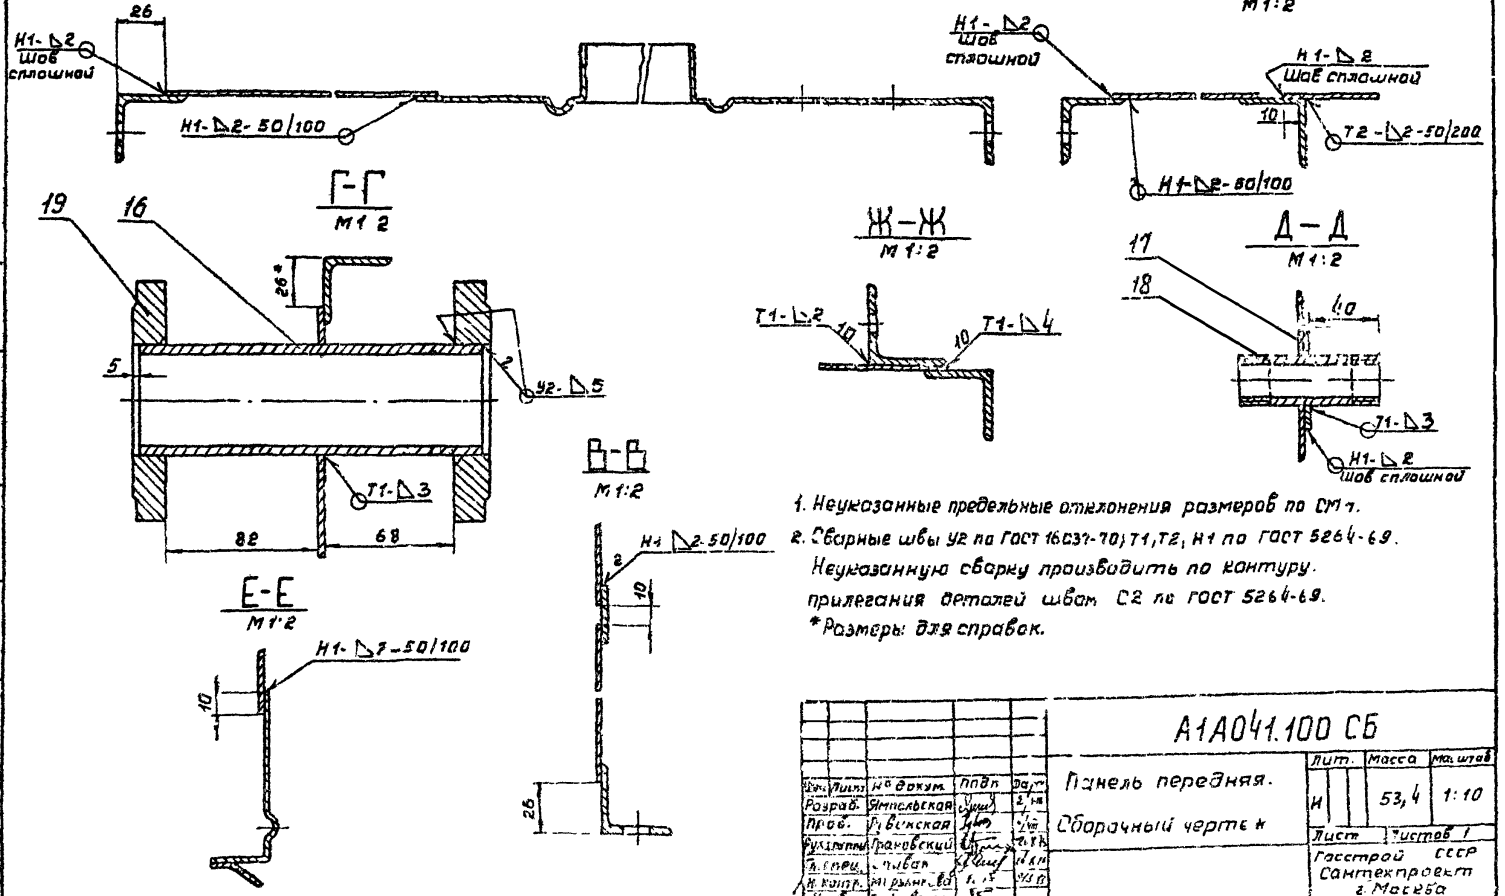 М 1:2
26
Н1-◺2
Шов
сплошной
Н1-◺2-50/100
Н1-◺2
Шов
сплошной
Н1-◺2
Шов сплошной
10
Т2-◺2-50/200
Н1-◺2-50/100
Г-Г
М 1 2
19
16
26*
5
2
У2-◺5
Т1-◺3
82
68
Ж-Ж
М 1:2
Т1-◺2
10
10
Т1-◺4
Д-Д
М 1:2
17
18
40
Т1-◺3
Н1-◺2
Шов сплошной
М 1:2
Н1 ◺2-50/100
2
10
26
Е-Е
М 1:2
Н1-◺2-50/100
10
1. Неуказанные предельные отклонения размеров по
2. Сварные швы У2 по ГОСТ 16037-70; Т1, Т2, Н1 по ГОСТ 5264-69.
Неуказанную сварку производить по контуру.
прилегания деталей швом С2 по ГОСТ 5264-69.
*Размеры для справок.
А1А041.100 СБ
Панель передняя.
Сборочный чертеж
Лит. Масса Масштаб
И 53,4 1:10
Лист Листов 1
Госстрой СССР
Сантехпроект
г. Москва
Лист № докум. Подп Дат
Разраб. Ямпольская
Пров.
Грановский
Н. контр.